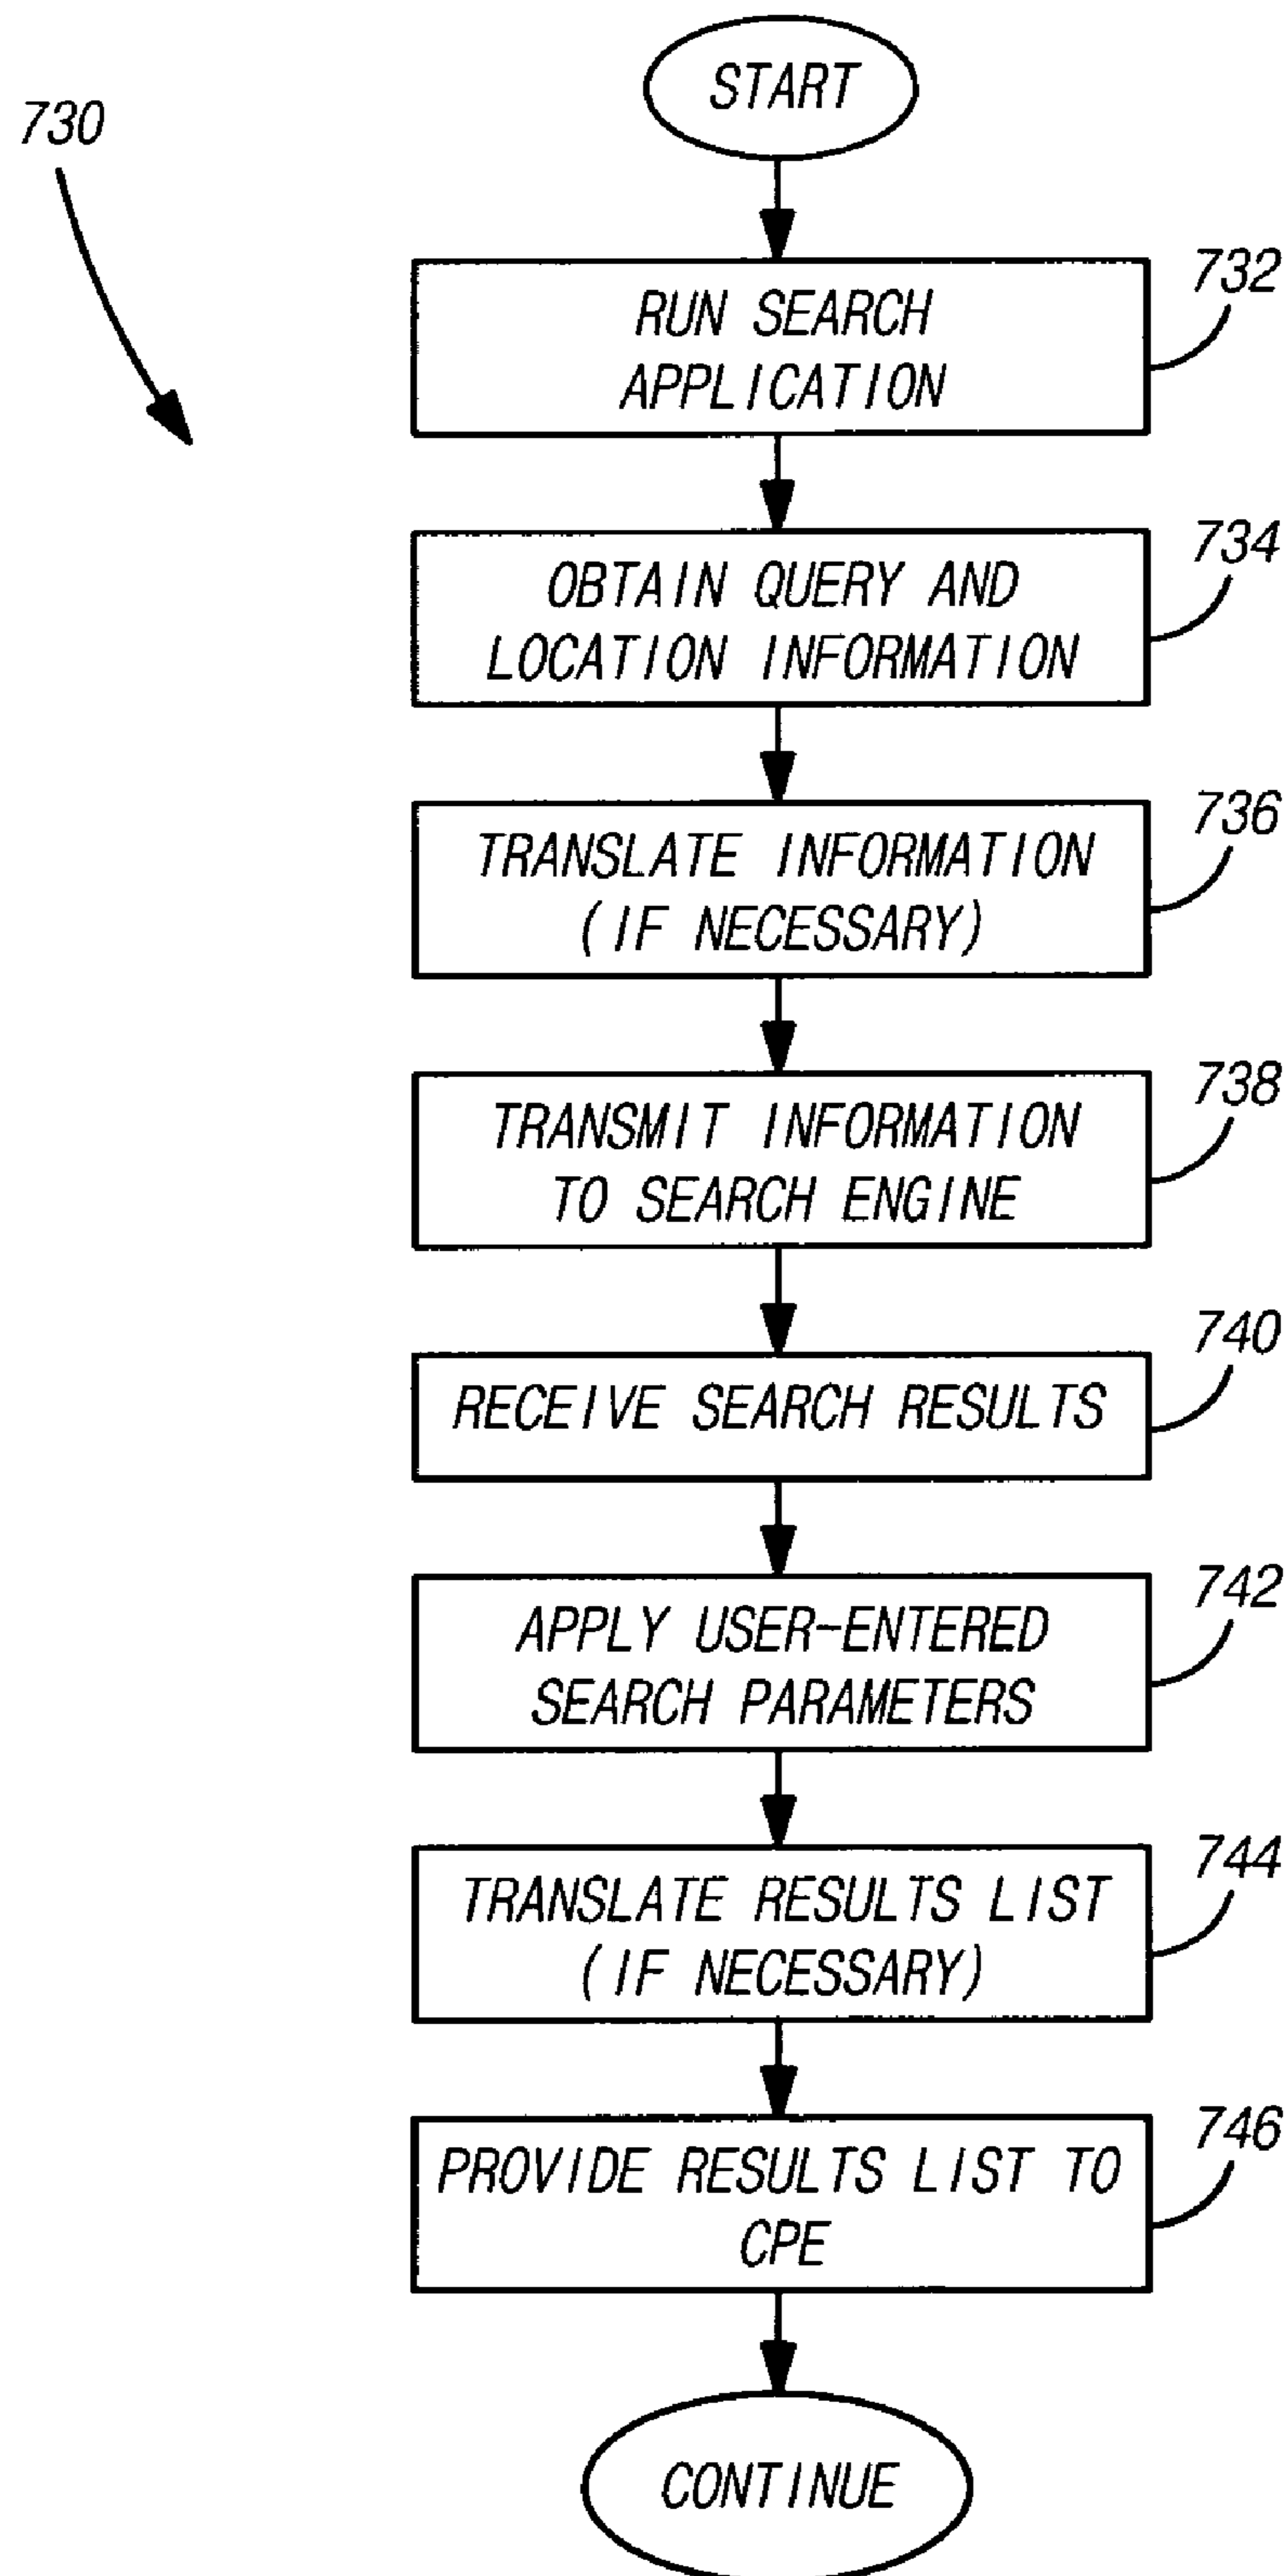 START
730
732
RUN SEARCH
APPLICATION
734
OBTAIN QUERY AND
LOCATION INFORMATION
736
TRANSLATE INFORMATION
(IF NECESSARY)
738
TRANSMIT INFORMATION
TO SEARCH ENGINE
740
RECEIVE SEARCH RESULTS
742
APPLY USER-ENTERED
SEARCH PARAMETERS
744
TRANSLATE RESULTS LIST
(IF NECESSARY)
746
PROVIDE RESULTS LIST TO
CPE
CONTINUE